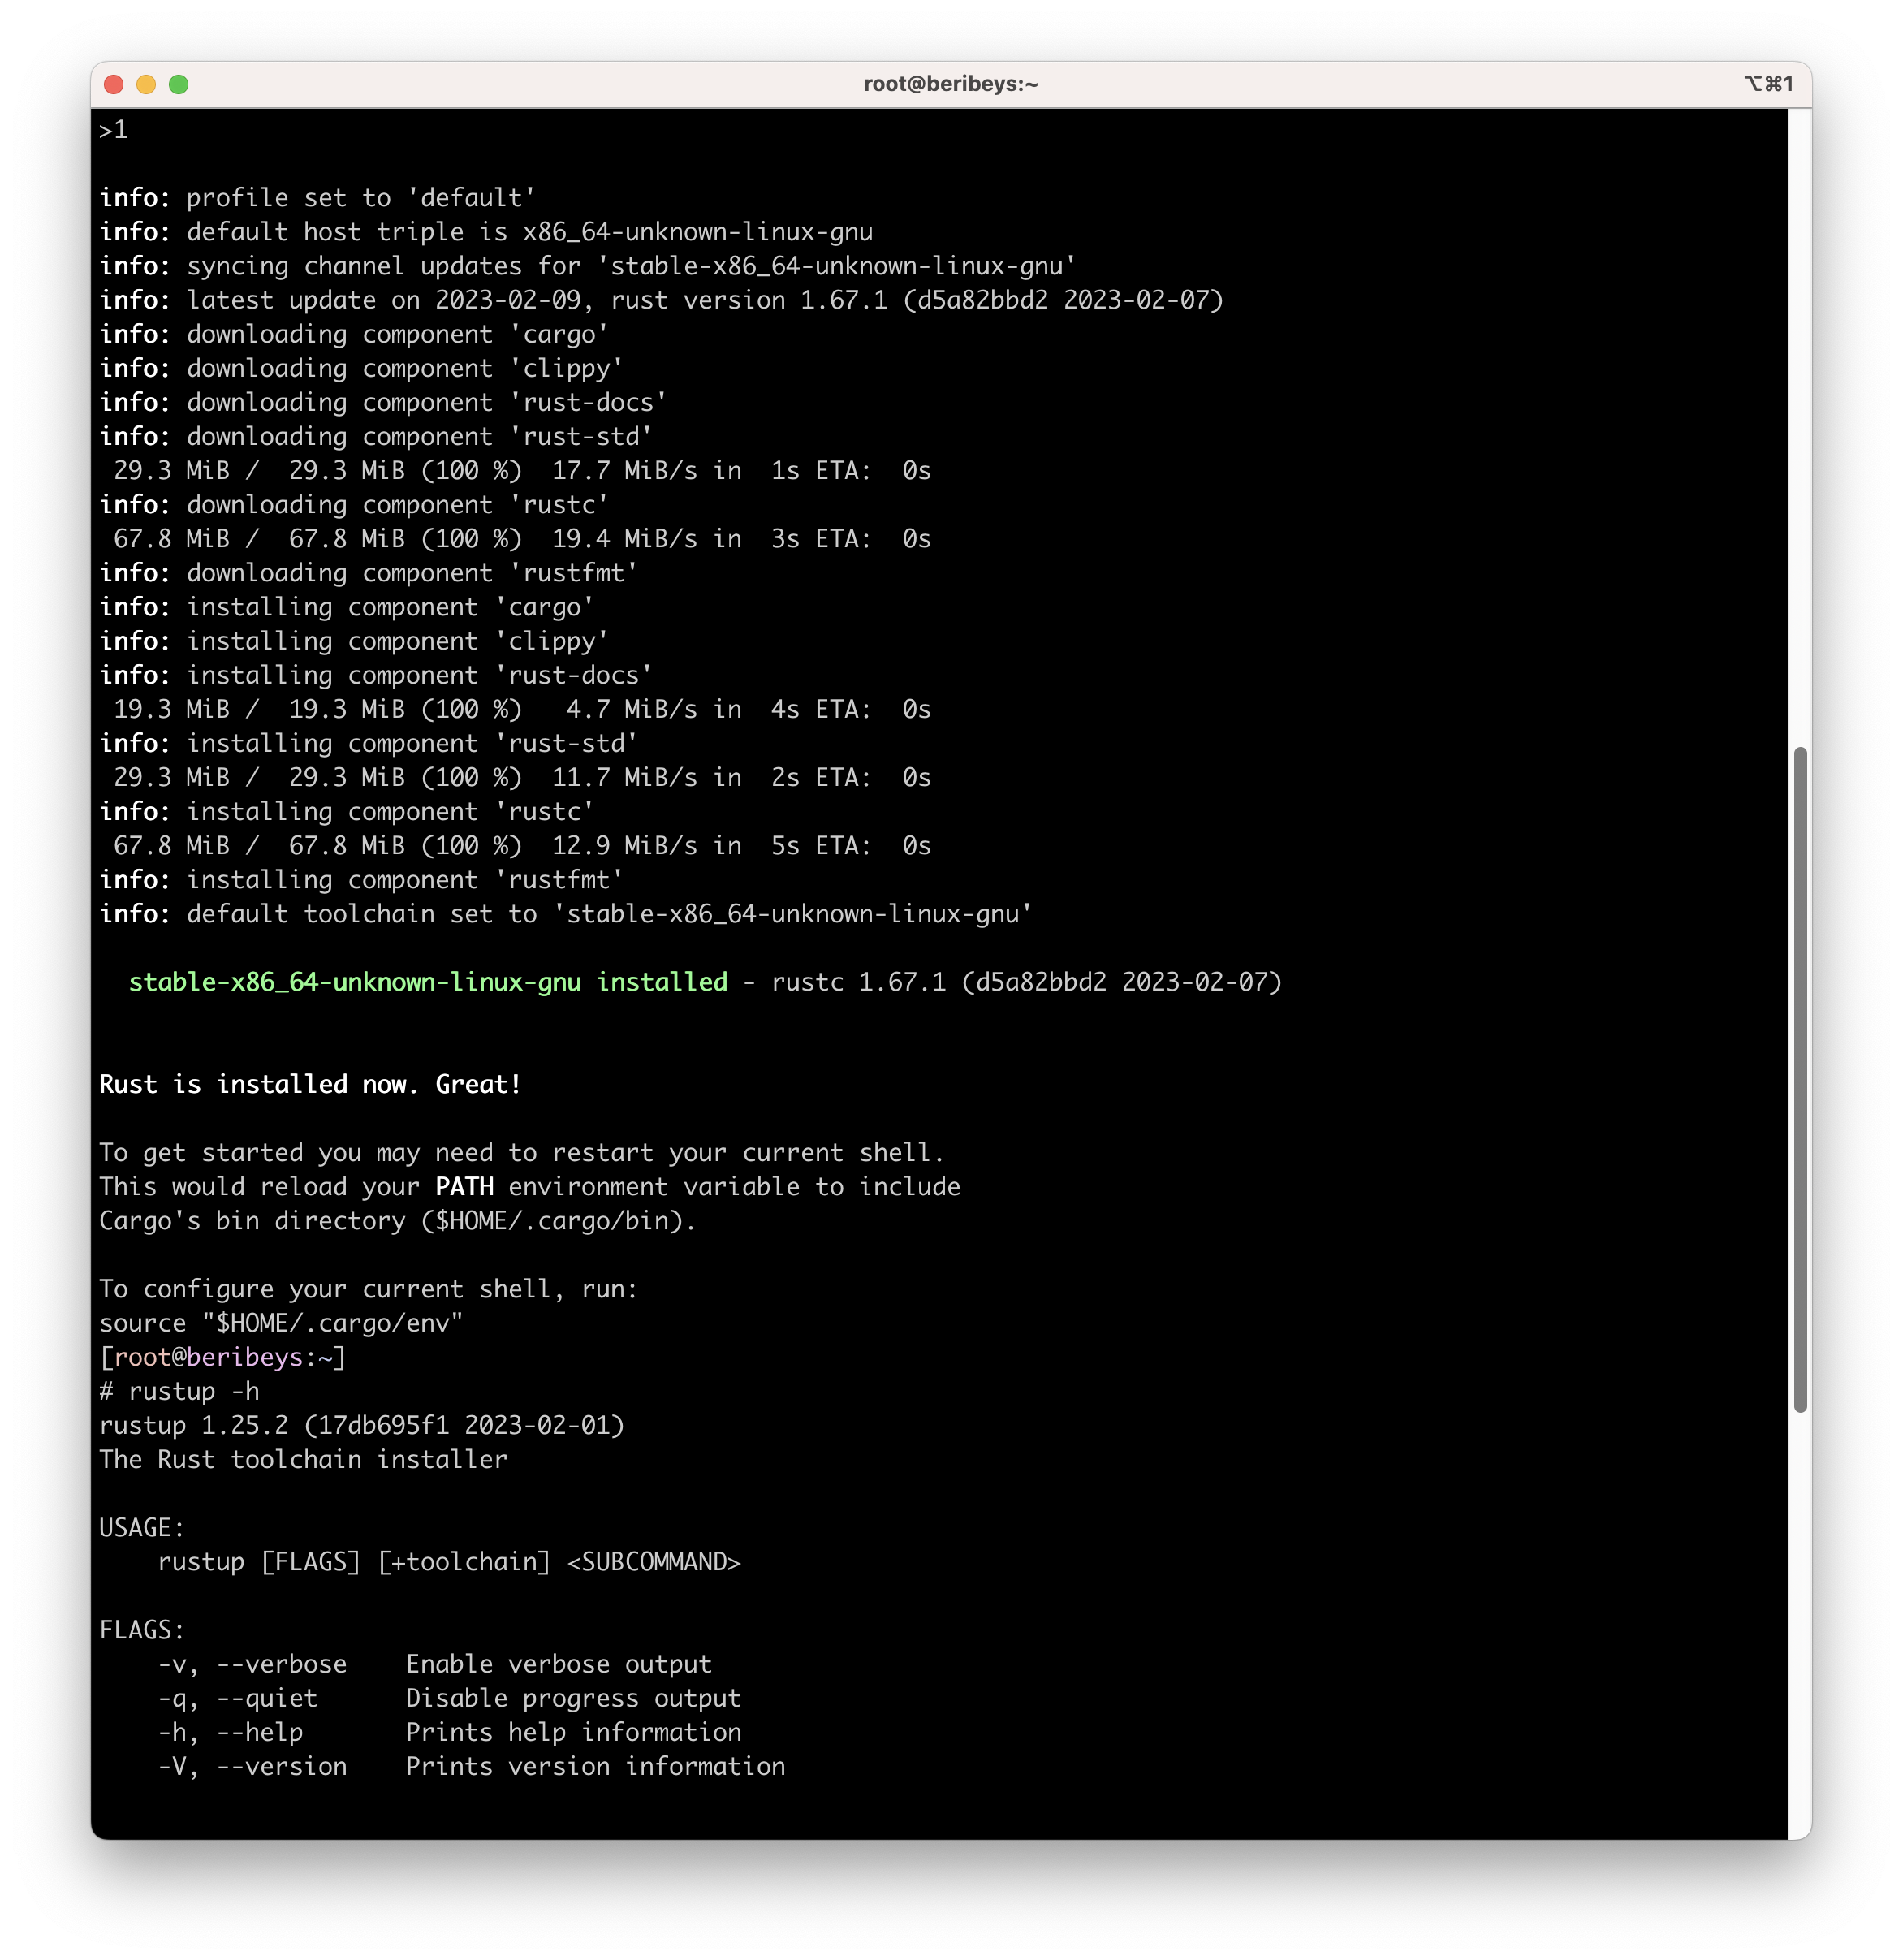 root@beribeys:~
⌥⌘1
>1
info: profile set to 'default'
info: default host triple is x86_64-unknown-linux-gnu
info: syncing channel updates for 'stable-x86_64-unknown-linux-gnu'
info: latest update on 2023-02-09, rust version 1.67.1 (d5a82bbd2 2023-02-07)
info: downloading component 'cargo'
info: downloading component 'clippy'
info: downloading component 'rust-docs'
info: downloading component 'rust-std'
 29.3 MiB /  29.3 MiB (100 %)  17.7 MiB/s in  1s ETA:  0s
info: downloading component 'rustc'
 67.8 MiB /  67.8 MiB (100 %)  19.4 MiB/s in  3s ETA:  0s
info: downloading component 'rustfmt'
info: installing component 'cargo'
info: installing component 'clippy'
info: installing component 'rust-docs'
 19.3 MiB /  19.3 MiB (100 %)   4.7 MiB/s in  4s ETA:  0s
info: installing component 'rust-std'
 29.3 MiB /  29.3 MiB (100 %)  11.7 MiB/s in  2s ETA:  0s
info: installing component 'rustc'
 67.8 MiB /  67.8 MiB (100 %)  12.9 MiB/s in  5s ETA:  0s
info: installing component 'rustfmt'
info: default toolchain set to 'stable-x86_64-unknown-linux-gnu'
  stable-x86_64-unknown-linux-gnu installed - rustc 1.67.1 (d5a82bbd2 2023-02-07)
Rust is installed now. Great!
To get started you may need to restart your current shell.
This would reload your PATH environment variable to include
Cargo's bin directory ($HOME/.cargo/bin).
To configure your current shell, run:
source "$HOME/.cargo/env"
[root@beribeys:~]
# rustup -h
rustup 1.25.2 (17db695f1 2023-02-01)
The Rust toolchain installer
USAGE:
    rustup [FLAGS] [+toolchain] <SUBCOMMAND>
FLAGS:
    -v, --verbose    Enable verbose output
    -q, --quiet      Disable progress output
    -h, --help       Prints help information
    -V, --version    Prints version information